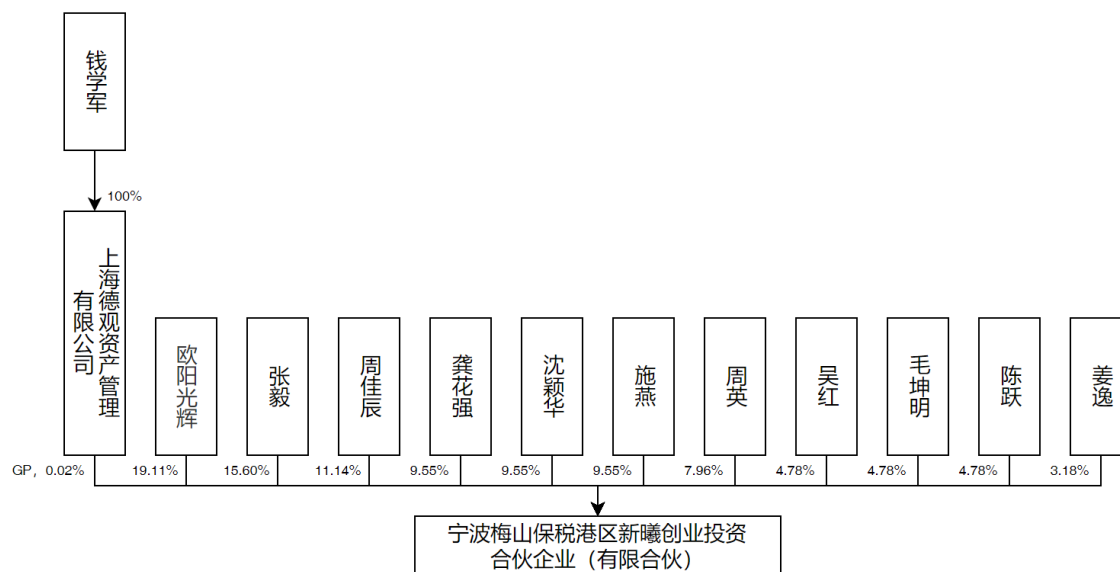 钱学军
100%
上海德观资产管理
有限公司
欧阳光辉
张毅
周佳辰
龚花强
沈颖华
施燕
周英
吴红
毛坤明
陈跃
姜逸
GP，0.02%
19.11%
15.60%
11.14%
9.55%
9.55%
9.55%
7.96%
4.78%
4.78%
4.78%
3.18%
宁波梅山保税港区新曦创业投资
合伙企业（有限合伙）